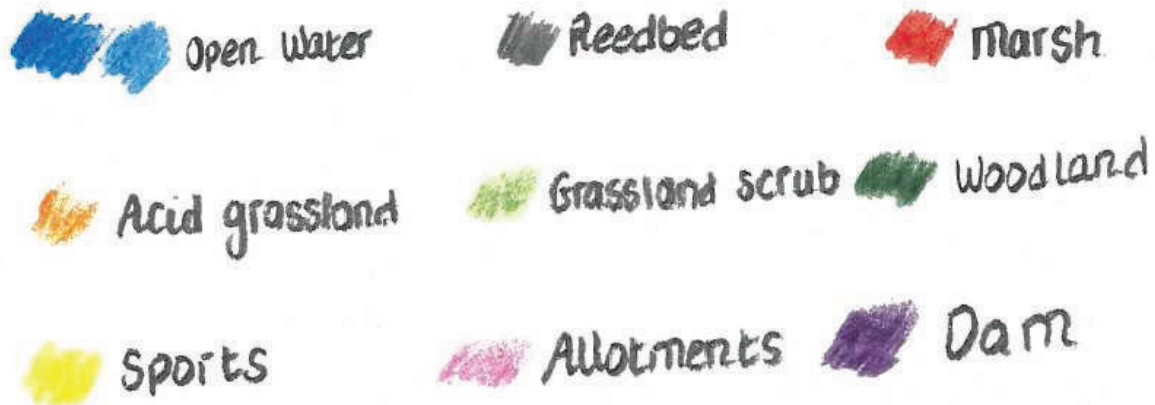 Open Water Reedbed Marsh
Acid grassland Grassland scrub Woodland
Sports Allotments Dam